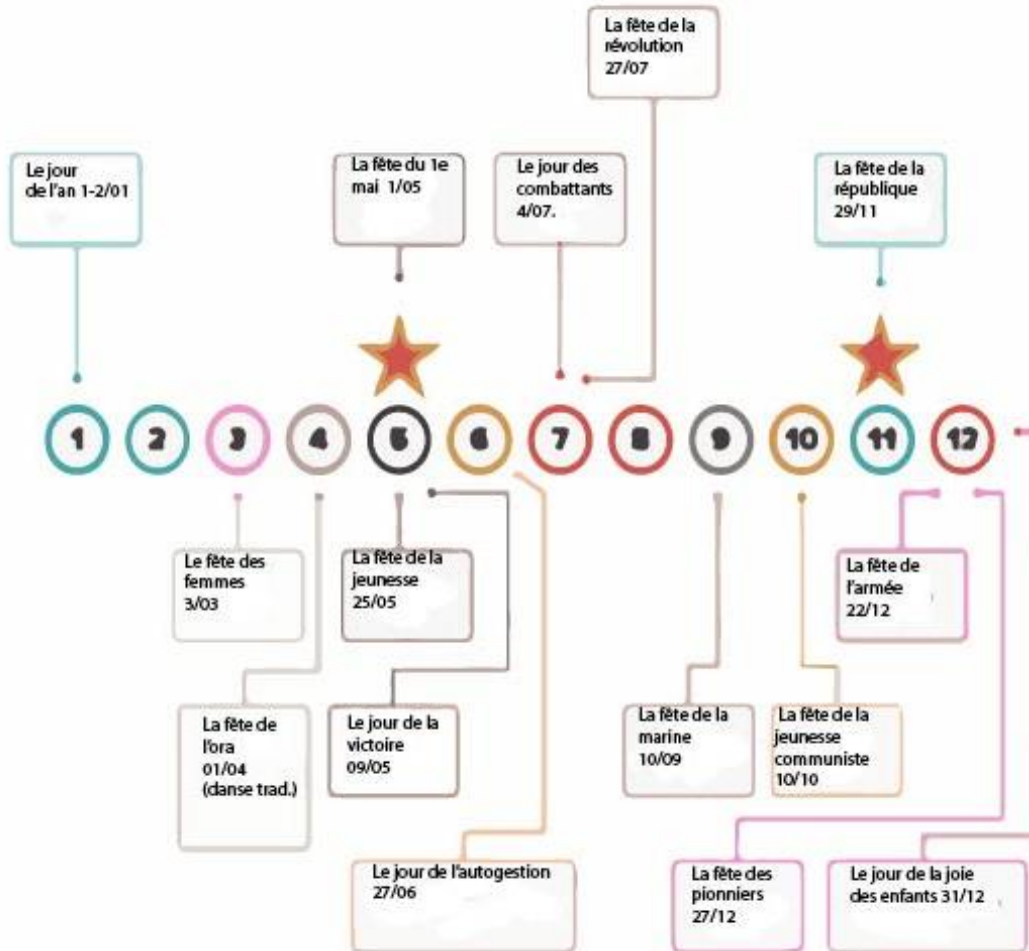 La fête de la
révolution
27/07
Le jour
de l'an 1-2/01
La fête du 1e
mai 1/05
Le jour des
combattants
4/07.
La fête de la
république
29/11
1
2
3
4
5
6
7
8
9
10
11
12
Le fête des
femmes
3/03
La fête de la
jeunesse
25/05
La fête de
l'armée
22/12
La fête de
l'ora
01/04
(danse trad.)
Le jour de la
victoire
09/05
La fête de la
marine
10/09
La fête de la
jeunesse
communiste
10/10
Le jour de l'autogestion
27/06
La fête des
pionniers
27/12
Le jour de la joie
des enfants 31/12